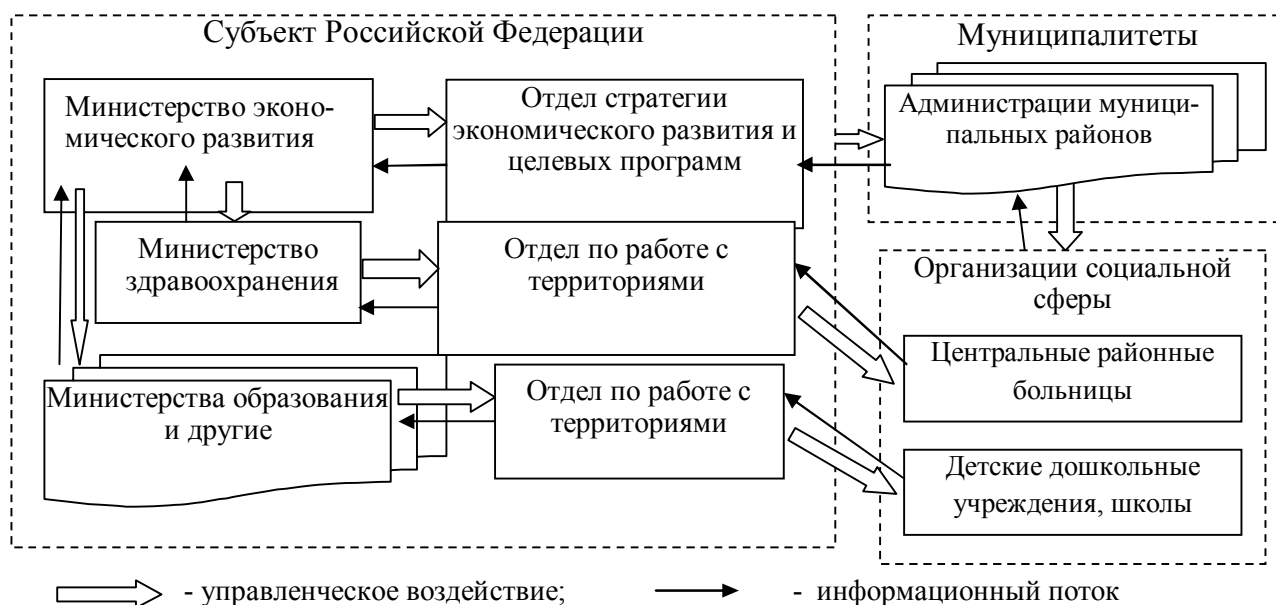 Субъект Российской Федерации
Муниципалитеты
Министерство эконо-
мического развития
Отдел стратегии
экономического развития и
целевых программ
Администрации муници-
пальных районов
Министерство
здравоохранения
Отдел по работе с
территориями
Организации социальной
сферы
Центральные районные
больницы
Министерства образования
и другие
Отдел по работе с
территориями
Детские дошкольные
учреждения, школы
- управленческое воздействие;
- информационный поток